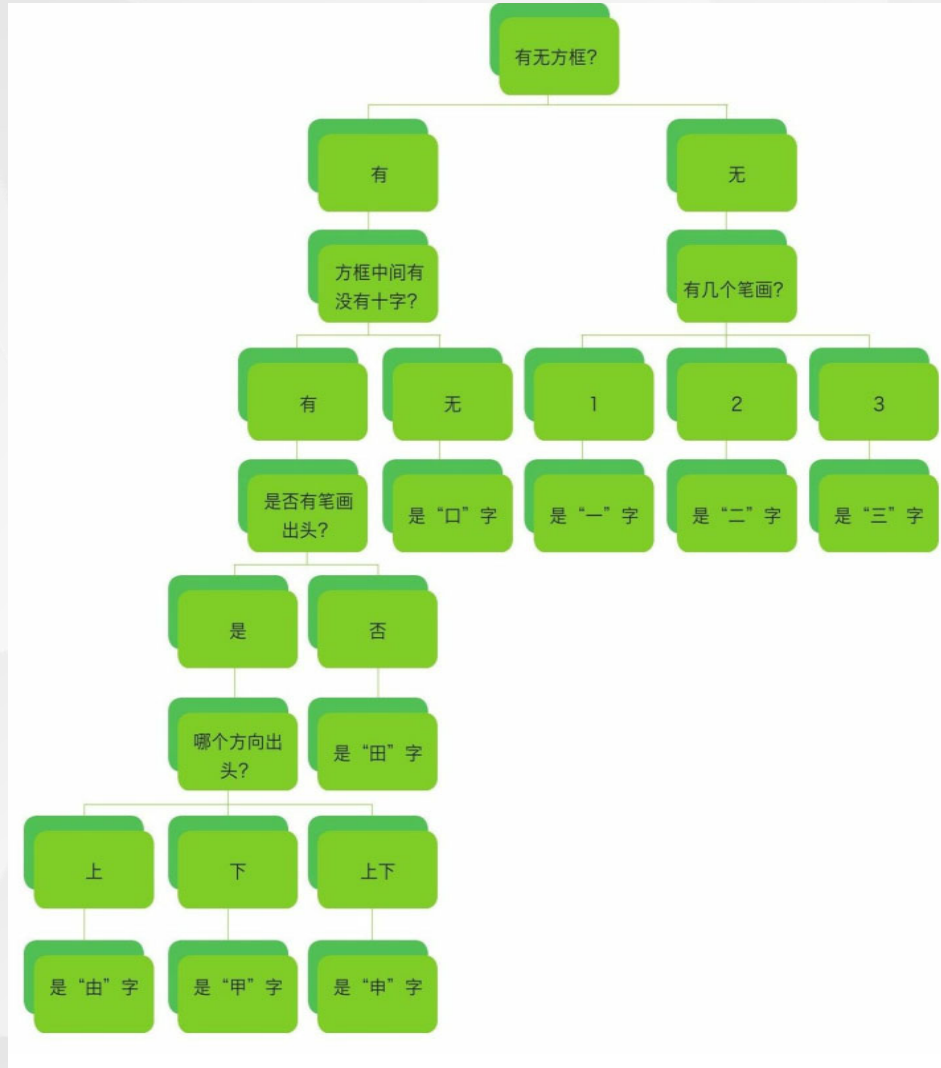 有无方框?
有
无
方框中间有
没有十字?
有几个笔画?
有
无
1
2
3
是否有笔画
出头?
是“口”字
是“一”字
是“二”字
是“三”字
是
否
哪个方向出
头?
是“田”字
上
下
上下
是“由”字
是“甲”字
是“申”字